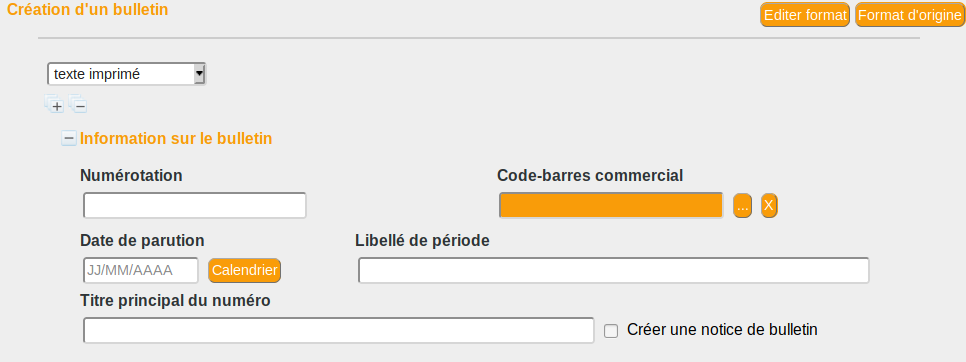 Création d'un bulletin
Editer format Format d'origine
texte imprimé
Information sur le bulletin
Numérotation Code-barres commercial
... X
Date de parution Libellé de période
JJ/MM/AAAA Calendrier
Titre principal du numéro
Créer une notice de bulletin